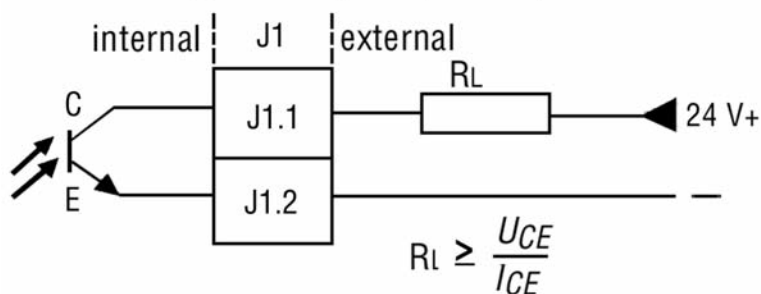 internal J1 external
C J1.1 RL 24 V+
E J1.2 –
Rl ≥ UCE / ICE